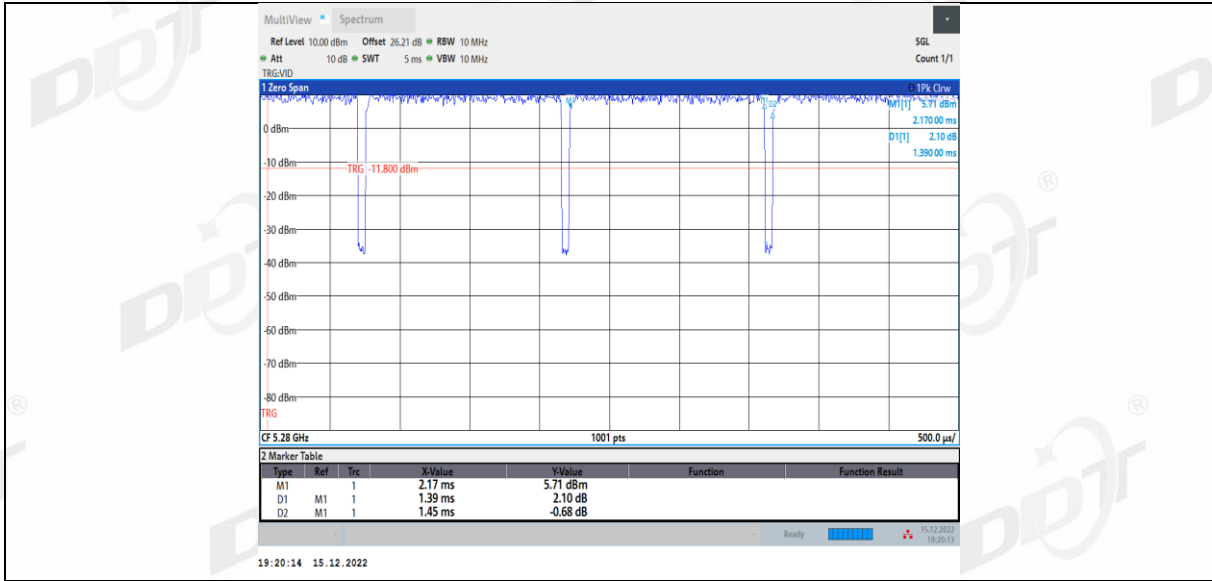 MultiView Spectrum
Ref Level 10.00 dBm Offset 26.21 dB RBW 10 MHz SGL
Att 10 dB SWT 5 ms VBW 10 MHz Count 1/1
TRG:VID
1 Zero Span 1Pk Clrw
M1[1] 5.71 dBm
2.170 00 ms
D1[1] 2.10 dB
1.390 00 ms
M1
D1
D2
0 dBm
-10 dBm
TRG -11.800 dBm
-20 dBm
-30 dBm
-40 dBm
-50 dBm
-60 dBm
-70 dBm
-80 dBm
TRG
CF 5.28 GHz 1001 pts 500.0 µs/
2 Marker Table
Type Ref Trc X-Value Y-Value Function Function Result
M1 1 2.17 ms 5.71 dBm
D1 M1 1 1.39 ms 2.10 dB
D2 M1 1 1.45 ms -0.68 dB
Ready 15.12.2022
19:20:13
19:20:14 15.12.2022
DDT
®